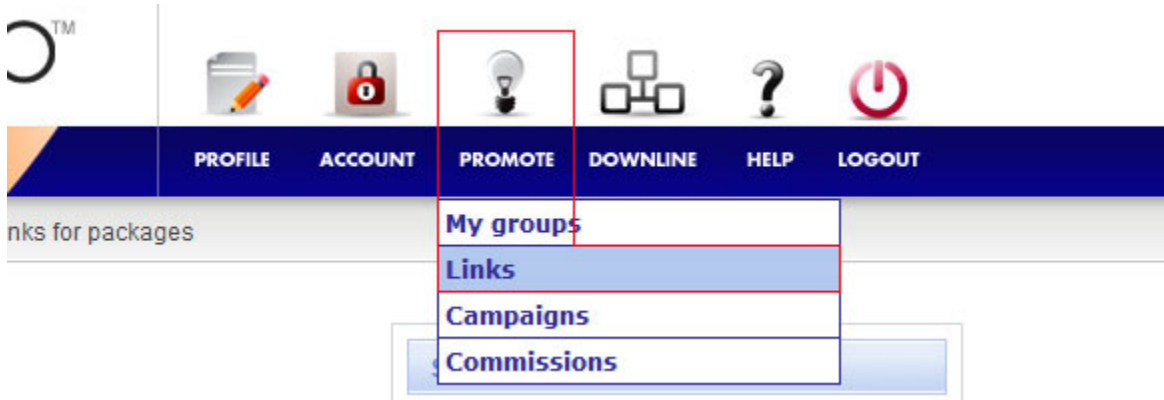 TM
PROFILE ACCOUNT PROMOTE DOWNLINE HELP LOGOUT
nks for packages
My groups
Links
Campaigns
Commissions